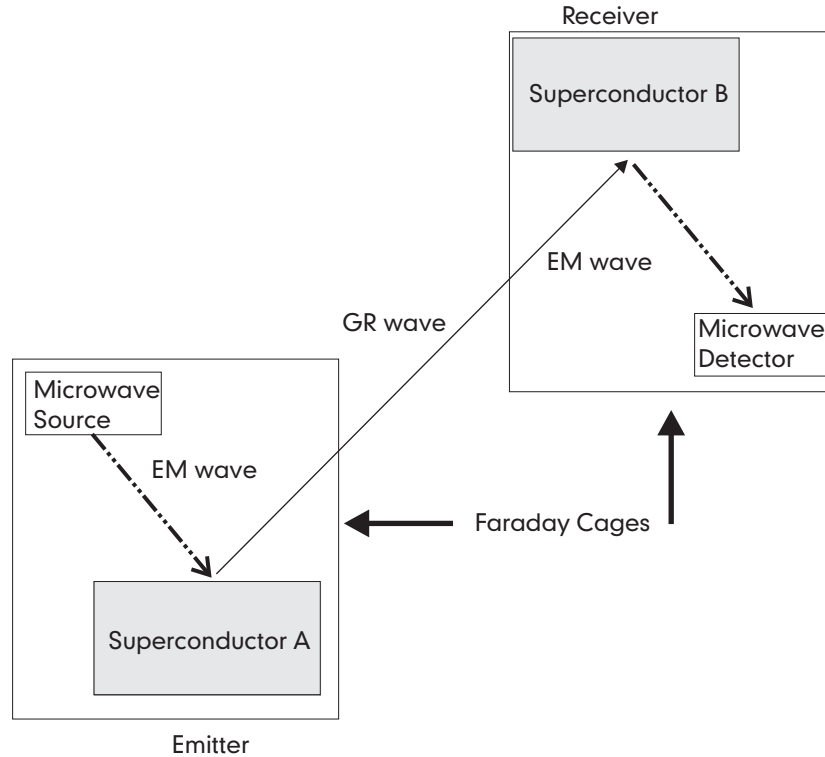 Receiver
Superconductor B
EM wave
GR wave
Microwave
Detector
Microwave
Source
EM wave
Faraday Cages
Superconductor A
Emitter